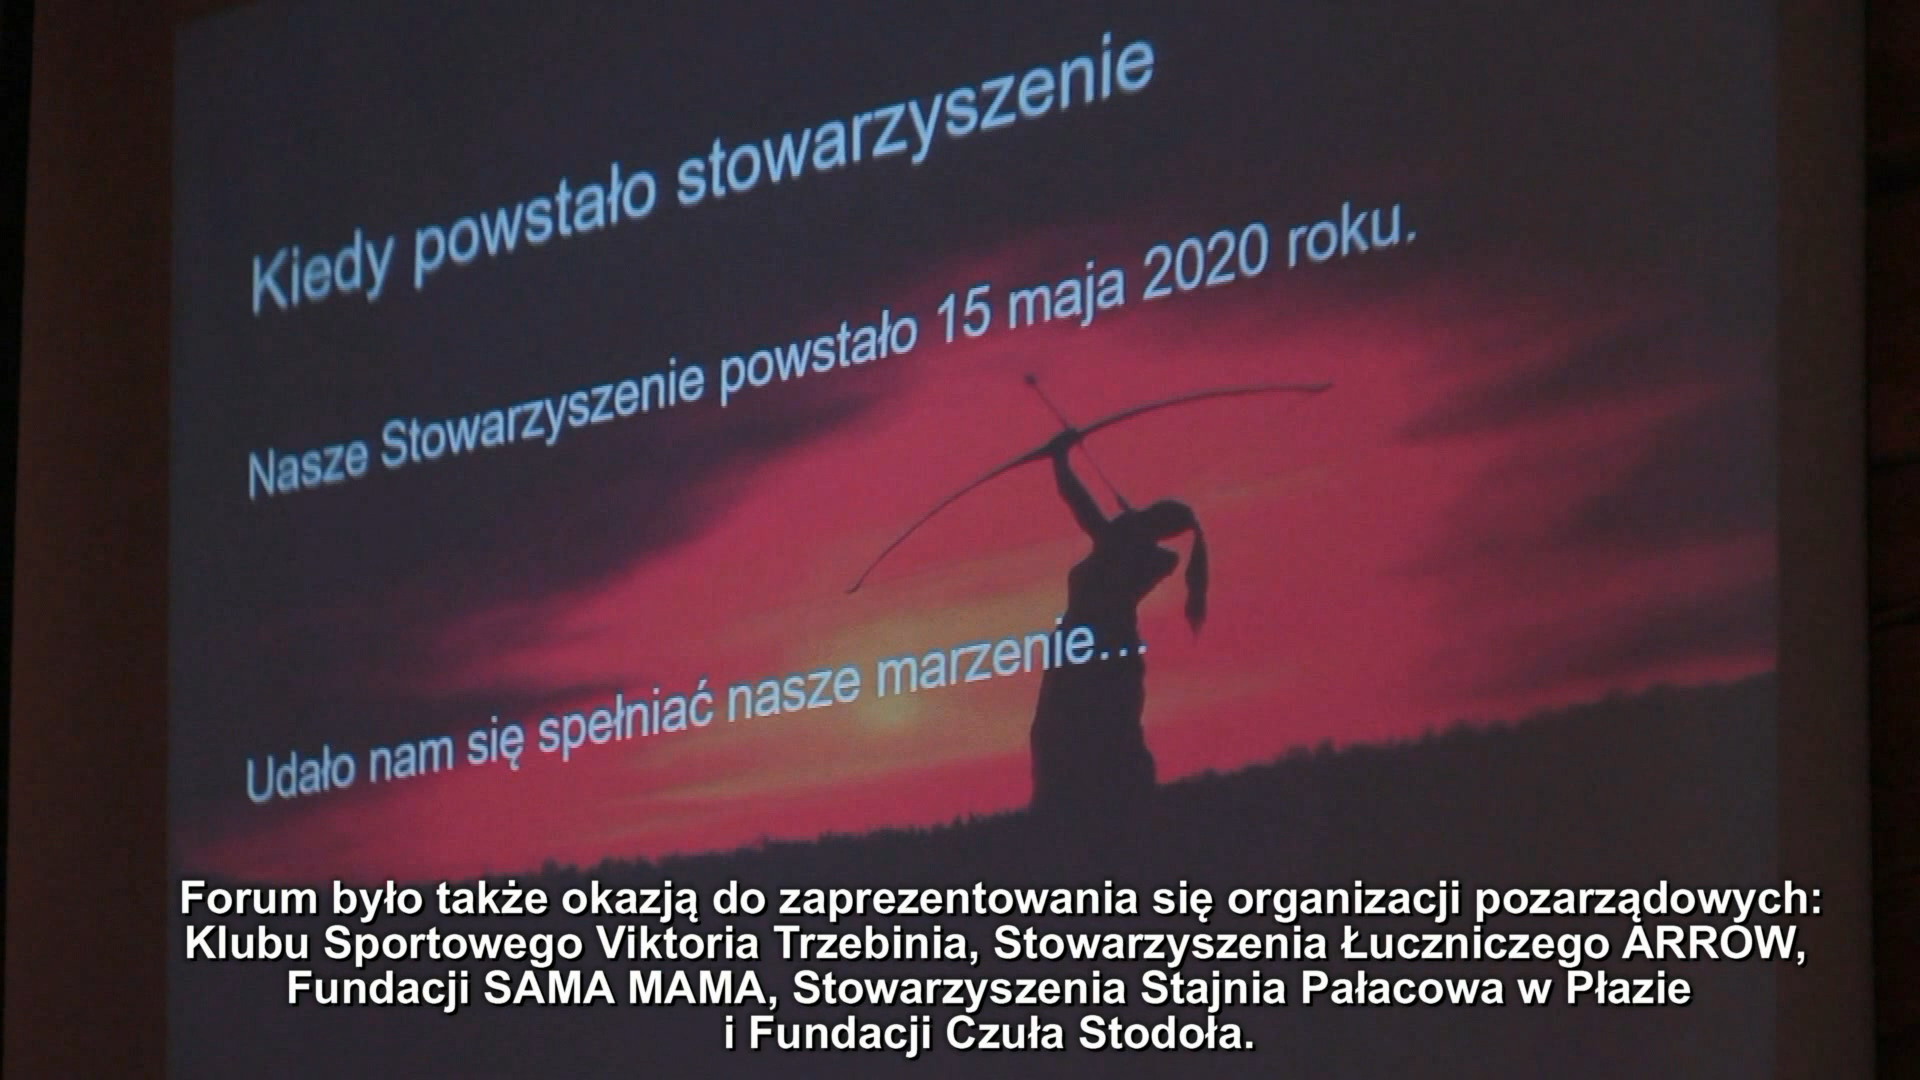 Kiedy powstało stowarzyszenie
Nasze Stowarzyszenie powstało 15 maja 2020 roku.
Udało nam się spełniać nasze marzenie...
Forum było także okazją do zaprezentowania się organizacji pozarządowych:
Klubu Sportowego Viktoria Trzebinia, Stowarzyszenia Łuczniczego ARROW,
Fundacji SAMA MAMA, Stowarzyszenia Stajnia Pałacowa w Płazie
i Fundacji Czuła Stodoła.